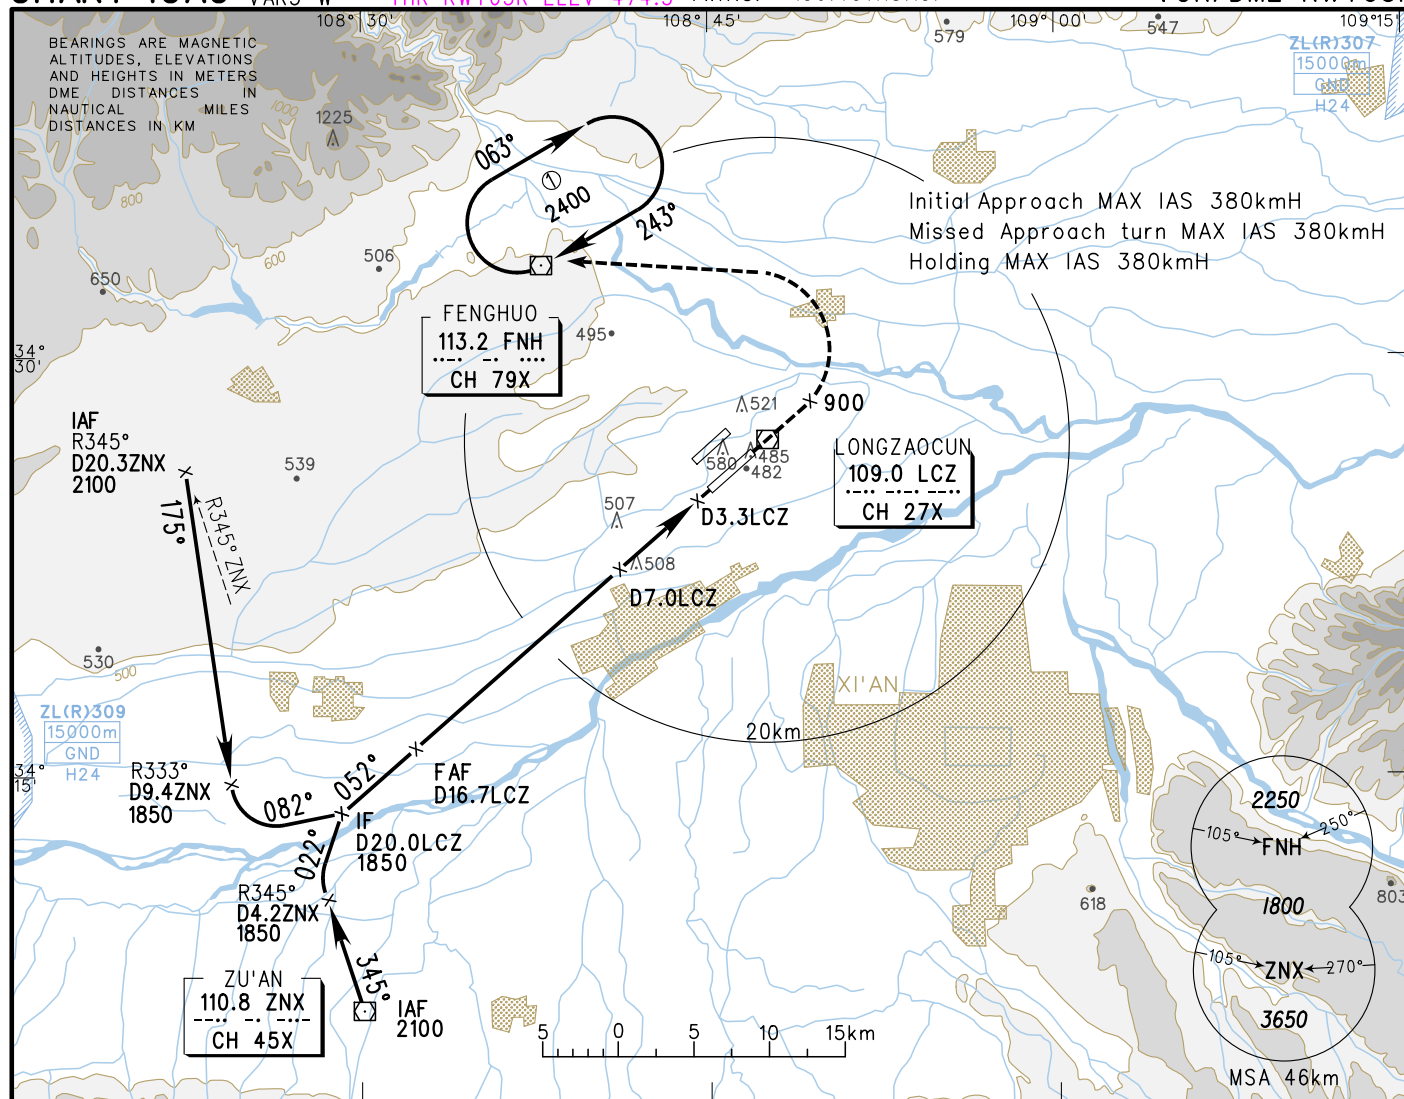 VAR3°W
108°30'
108°45'
109°00'
109°15'
BEARINGS ARE MAGNETIC
ALTITUDES, ELEVATIONS
AND HEIGHTS IN METERS
DME DISTANCES IN
NAUTICAL MILES
DISTANCES IN KM
579
547
ZL(R)307
15000m
GND
H24
1000
1225
800
600
650
506
063°
1
2400
243°
Initial Approach MAX IAS 380kmH
Missed Approach turn MAX IAS 380kmH
Holding MAX IAS 380kmH
FENGHUO
113.2 FNH
··-· -· ····
CH 79X
495
34°
30'
IAF
R345°
D20.3ZNX
2100
175°
R345°ZNX
539
521
900
580
485
482
LONGZAOCUN
109.0 LCZ
·-·· -·-· --··
CH 27X
507
D3.3LCZ
508
D7.0LCZ
530
500
ZL(R)309
15000m
GND
H24
XI'AN
20km
34°
15'
R333°
D9.4ZNX
1850
082°
052°
FAF
D16.7LCZ
IF
D20.0LCZ
1850
022°
R345°
D4.2ZNX
1850
345°
ZU'AN
110.8 ZNX
--·· -· -··-
CH 45X
IAF
2100
5 0 5 10 15km
618
803
2250
105°
250°
FNH
1800
105°
ZNX
270°
3650
MSA 46km